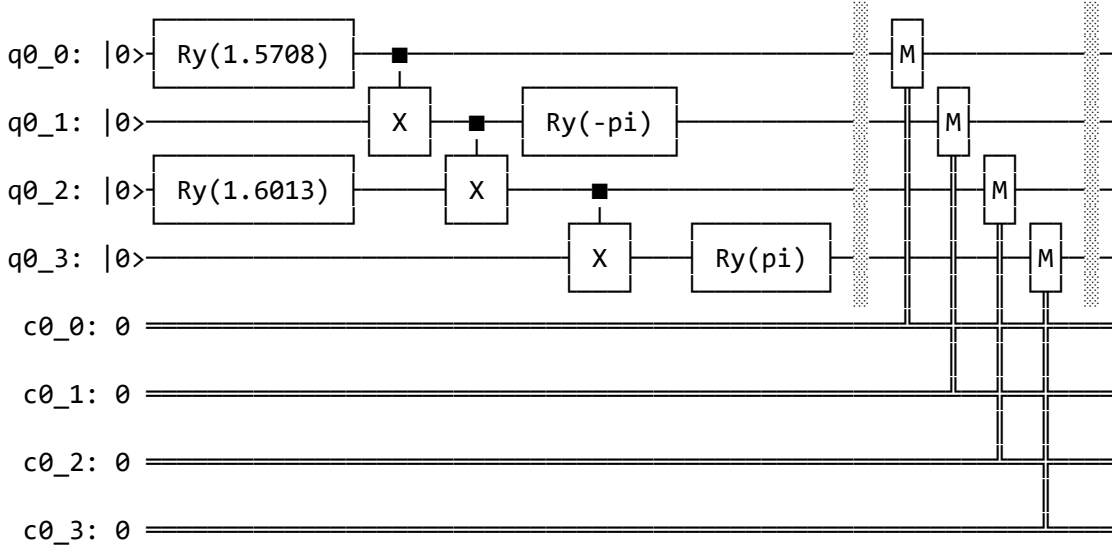 q0_0: |0> Ry(1.5708) M
q0_1: |0> X Ry(-pi) M
q0_2: |0> Ry(1.6013) X M
q0_3: |0> X Ry(pi) M
c0_0: 0
c0_1: 0
c0_2: 0
c0_3: 0